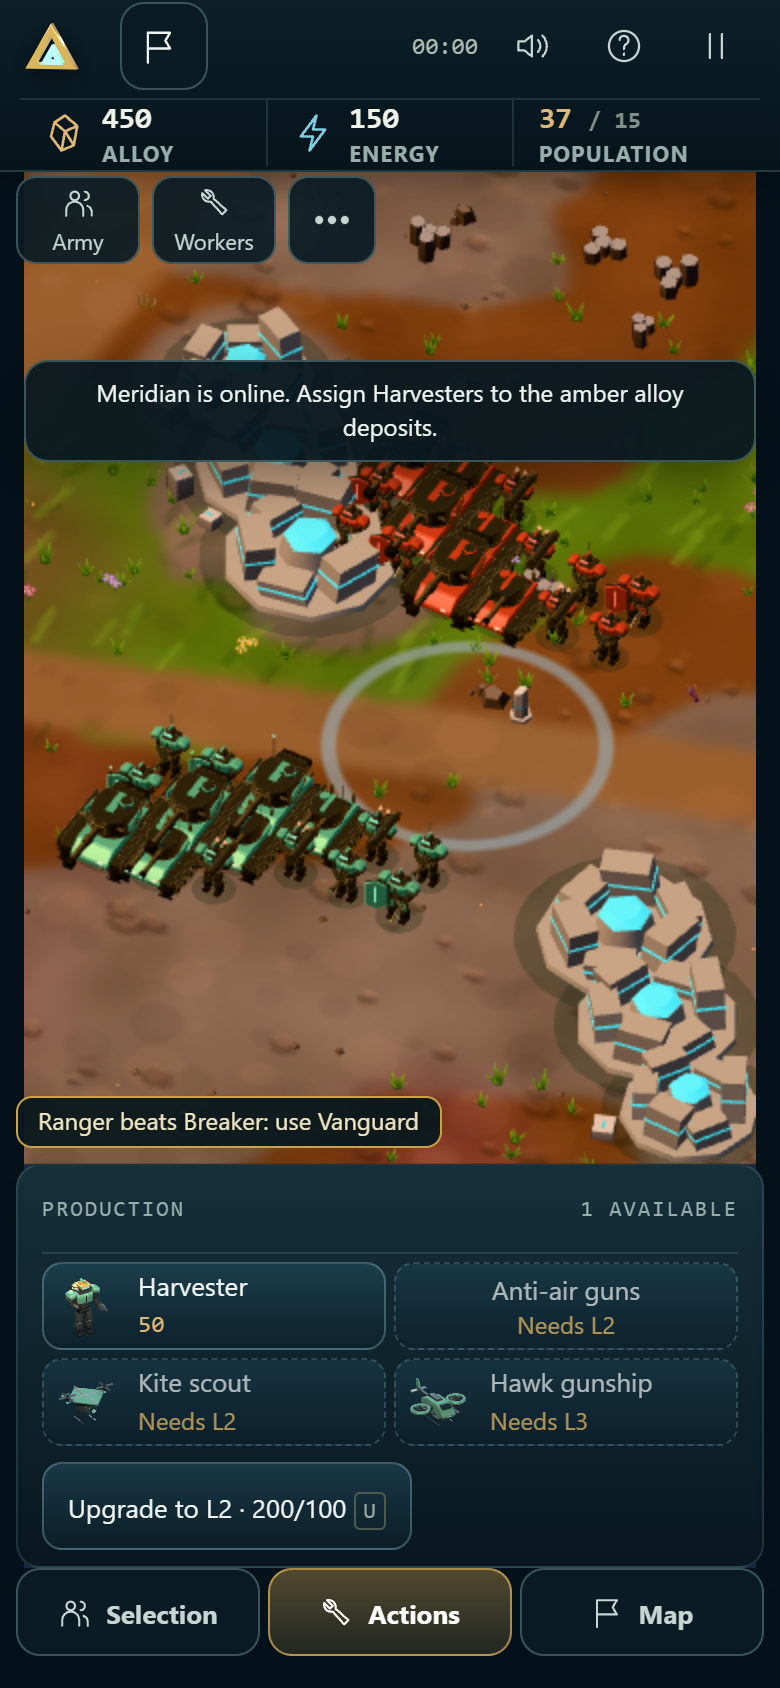 00:00
450
ALLOY
150
ENERGY
37 / 15
POPULATION
Army
Workers
Meridian is online. Assign Harvesters to the amber alloy
deposits.
Ranger beats Breaker: use Vanguard
PRODUCTION
1 AVAILABLE
Harvester
50
Anti-air guns
Needs L2
Kite scout
Needs L2
Hawk gunship
Needs L3
Upgrade to L2 · 200/100 U
Selection
Actions
Map